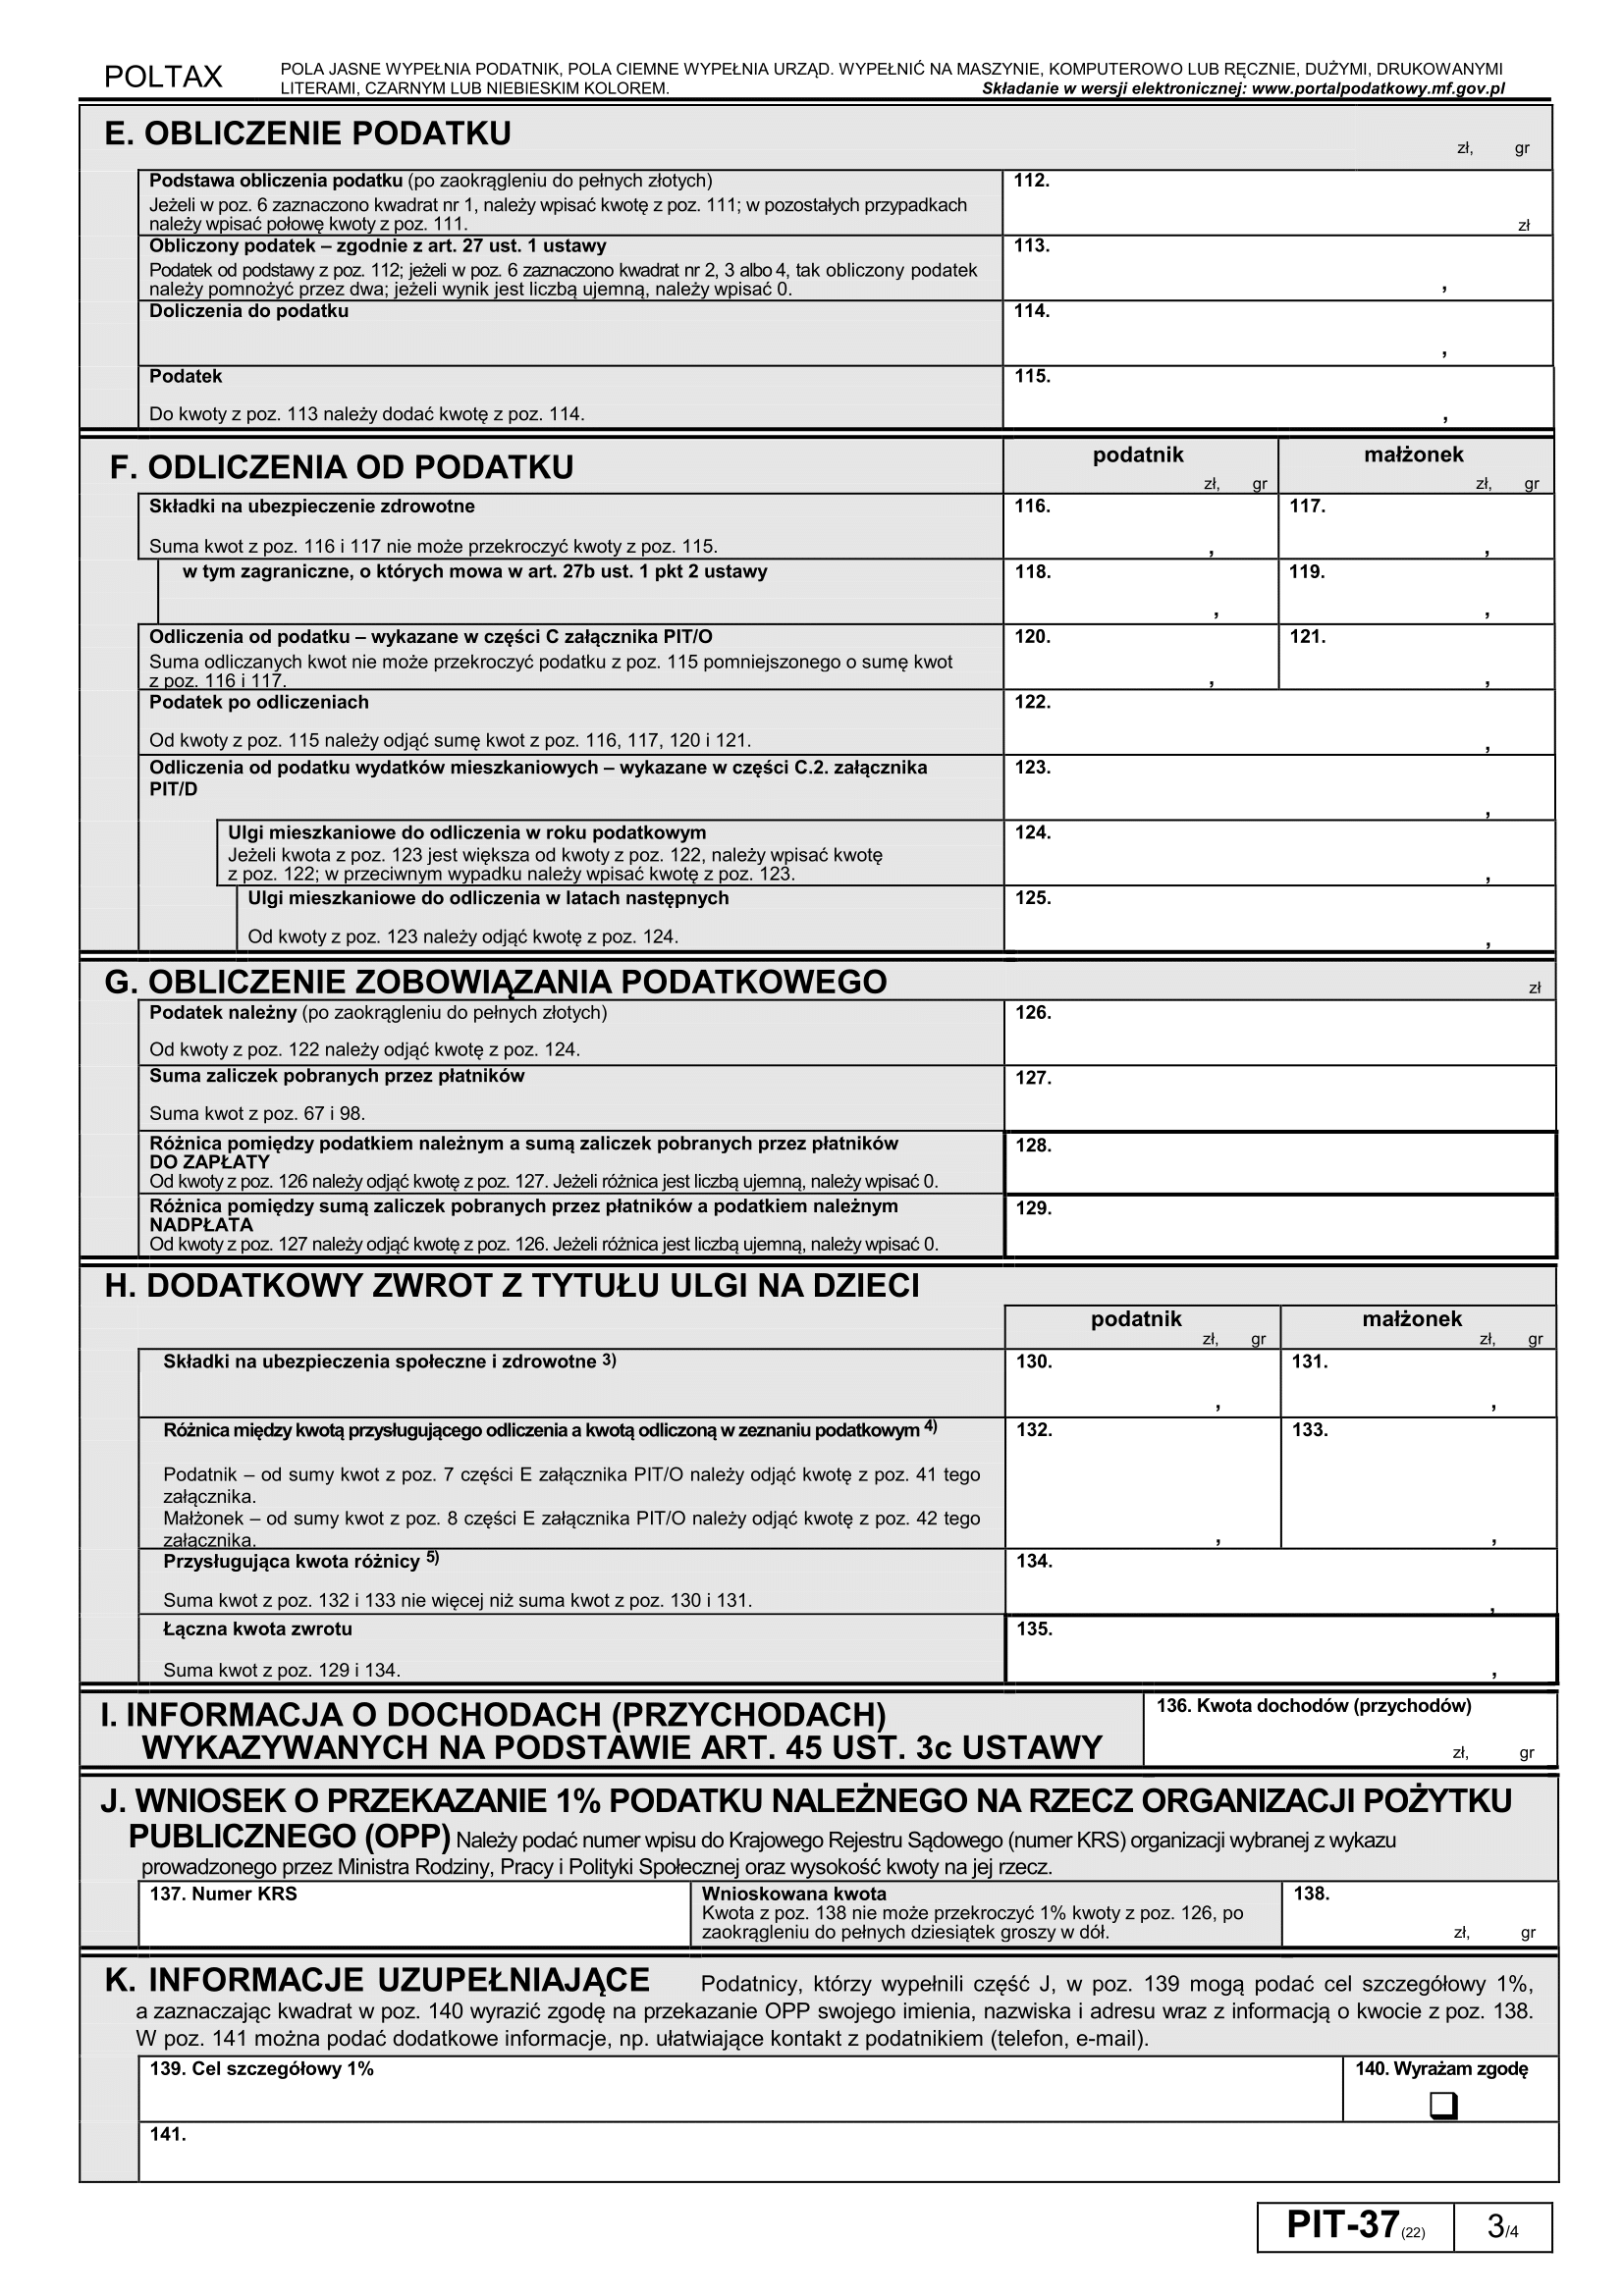 POLTAX
POLA JASNE WYPEŁNIA PODATNIK, POLA CIEMNE WYPEŁNIA URZĄD. WYPEŁNIĆ NA MASZYNIE, KOMPUTEROWO LUB RĘCZNIE, DUŻYMI, DRUKOWANYMI
LITERAMI, CZARNYM LUB NIEBIESKIM KOLOREM. Składanie w wersji elektronicznej: www.portalpodatkowy.mf.gov.pl
E. OBLICZENIE PODATKU
zł, gr
Podstawa obliczenia podatku (po zaokrągleniu do pełnych złotych)
Jeżeli w poz. 6 zaznaczono kwadrat nr 1, należy wpisać kwotę z poz. 111; w pozostałych przypadkach
należy wpisać połowę kwoty z poz. 111.
112.
zł
Obliczony podatek – zgodnie z art. 27 ust. 1 ustawy
Podatek od podstawy z poz. 112; jeżeli w poz. 6 zaznaczono kwadrat nr 2, 3 albo 4, tak obliczony podatek
należy pomnożyć przez dwa; jeżeli wynik jest liczbą ujemną, należy wpisać 0.
113.
,
Doliczenia do podatku
114.
,
Podatek
Do kwoty z poz. 113 należy dodać kwotę z poz. 114.
115.
,
F. ODLICZENIA OD PODATKU
podatnik
zł, gr
małżonek
zł, gr
Składki na ubezpieczenie zdrowotne
Suma kwot z poz. 116 i 117 nie może przekroczyć kwoty z poz. 115.
116.
,
117.
,
w tym zagraniczne, o których mowa w art. 27b ust. 1 pkt 2 ustawy
118.
,
119.
,
Odliczenia od podatku – wykazane w części C załącznika PIT/O
Suma odliczanych kwot nie może przekroczyć podatku z poz. 115 pomniejszonego o sumę kwot
z poz. 116 i 117.
120.
,
121.
,
Podatek po odliczeniach
Od kwoty z poz. 115 należy odjąć sumę kwot z poz. 116, 117, 120 i 121.
122.
,
Odliczenia od podatku wydatków mieszkaniowych – wykazane w części C.2. załącznika
PIT/D
123.
,
Ulgi mieszkaniowe do odliczenia w roku podatkowym
Jeżeli kwota z poz. 123 jest większa od kwoty z poz. 122, należy wpisać kwotę
z poz. 122; w przeciwnym wypadku należy wpisać kwotę z poz. 123.
124.
,
Ulgi mieszkaniowe do odliczenia w latach następnych
Od kwoty z poz. 123 należy odjąć kwotę z poz. 124.
125.
,
G. OBLICZENIE ZOBOWIĄZANIA PODATKOWEGO
zł
Podatek należny (po zaokrągleniu do pełnych złotych)
Od kwoty z poz. 122 należy odjąć kwotę z poz. 124.
126.
Suma zaliczek pobranych przez płatników
Suma kwot z poz. 67 i 98.
127.
Różnica pomiędzy podatkiem należnym a sumą zaliczek pobranych przez płatników
DO ZAPŁATY
Od kwoty z poz. 126 należy odjąć kwotę z poz. 127. Jeżeli różnica jest liczbą ujemną, należy wpisać 0.
128.
Różnica pomiędzy sumą zaliczek pobranych przez płatników a podatkiem należnym
NADPŁATA
Od kwoty z poz. 127 należy odjąć kwotę z poz. 126. Jeżeli różnica jest liczbą ujemną, należy wpisać 0.
129.
H. DODATKOWY ZWROT Z TYTUŁU ULGI NA DZIECI
podatnik
zł, gr
małżonek
zł, gr
Składki na ubezpieczenia społeczne i zdrowotne 3)
130.
,
131.
,
Różnica między kwotą przysługującego odliczenia a kwotą odliczoną w zeznaniu podatkowym 4)
Podatnik – od sumy kwot z poz. 7 części E załącznika PIT/O należy odjąć kwotę z poz. 41 tego
załącznika.
Małżonek – od sumy kwot z poz. 8 części E załącznika PIT/O należy odjąć kwotę z poz. 42 tego
załącznika.
132.
,
133.
,
Przysługująca kwota różnicy 5)
Suma kwot z poz. 132 i 133 nie więcej niż suma kwot z poz. 130 i 131.
134.
,
Łączna kwota zwrotu
Suma kwot z poz. 129 i 134.
135.
,
I. INFORMACJA O DOCHODACH (PRZYCHODACH)
WYKAZYWANYCH NA PODSTAWIE ART. 45 UST. 3c USTAWY
136. Kwota dochodów (przychodów)
zł, gr
J. WNIOSEK O PRZEKAZANIE 1% PODATKU NALEŻNEGO NA RZECZ ORGANIZACJI POŻYTKU
PUBLICZNEGO (OPP) Należy podać numer wpisu do Krajowego Rejestru Sądowego (numer KRS) organizacji wybranej z wykazu
prowadzonego przez Ministra Rodziny, Pracy i Polityki Społecznej oraz wysokość kwoty na jej rzecz.
137. Numer KRS
Wnioskowana kwota
Kwota z poz. 138 nie może przekroczyć 1% kwoty z poz. 126, po
zaokrągleniu do pełnych dziesiątek groszy w dół.
138.
zł, gr
K. INFORMACJE UZUPEŁNIAJĄCE Podatnicy, którzy wypełnili część J, w poz. 139 mogą podać cel szczegółowy 1%,
a zaznaczając kwadrat w poz. 140 wyrazić zgodę na przekazanie OPP swojego imienia, nazwiska i adresu wraz z informacją o kwocie z poz. 138.
W poz. 141 można podać dodatkowe informacje, np. ułatwiające kontakt z podatnikiem (telefon, e-mail).
139. Cel szczegółowy 1%
140. Wyrażam zgodę
141.
PIT-37(22) 3/4